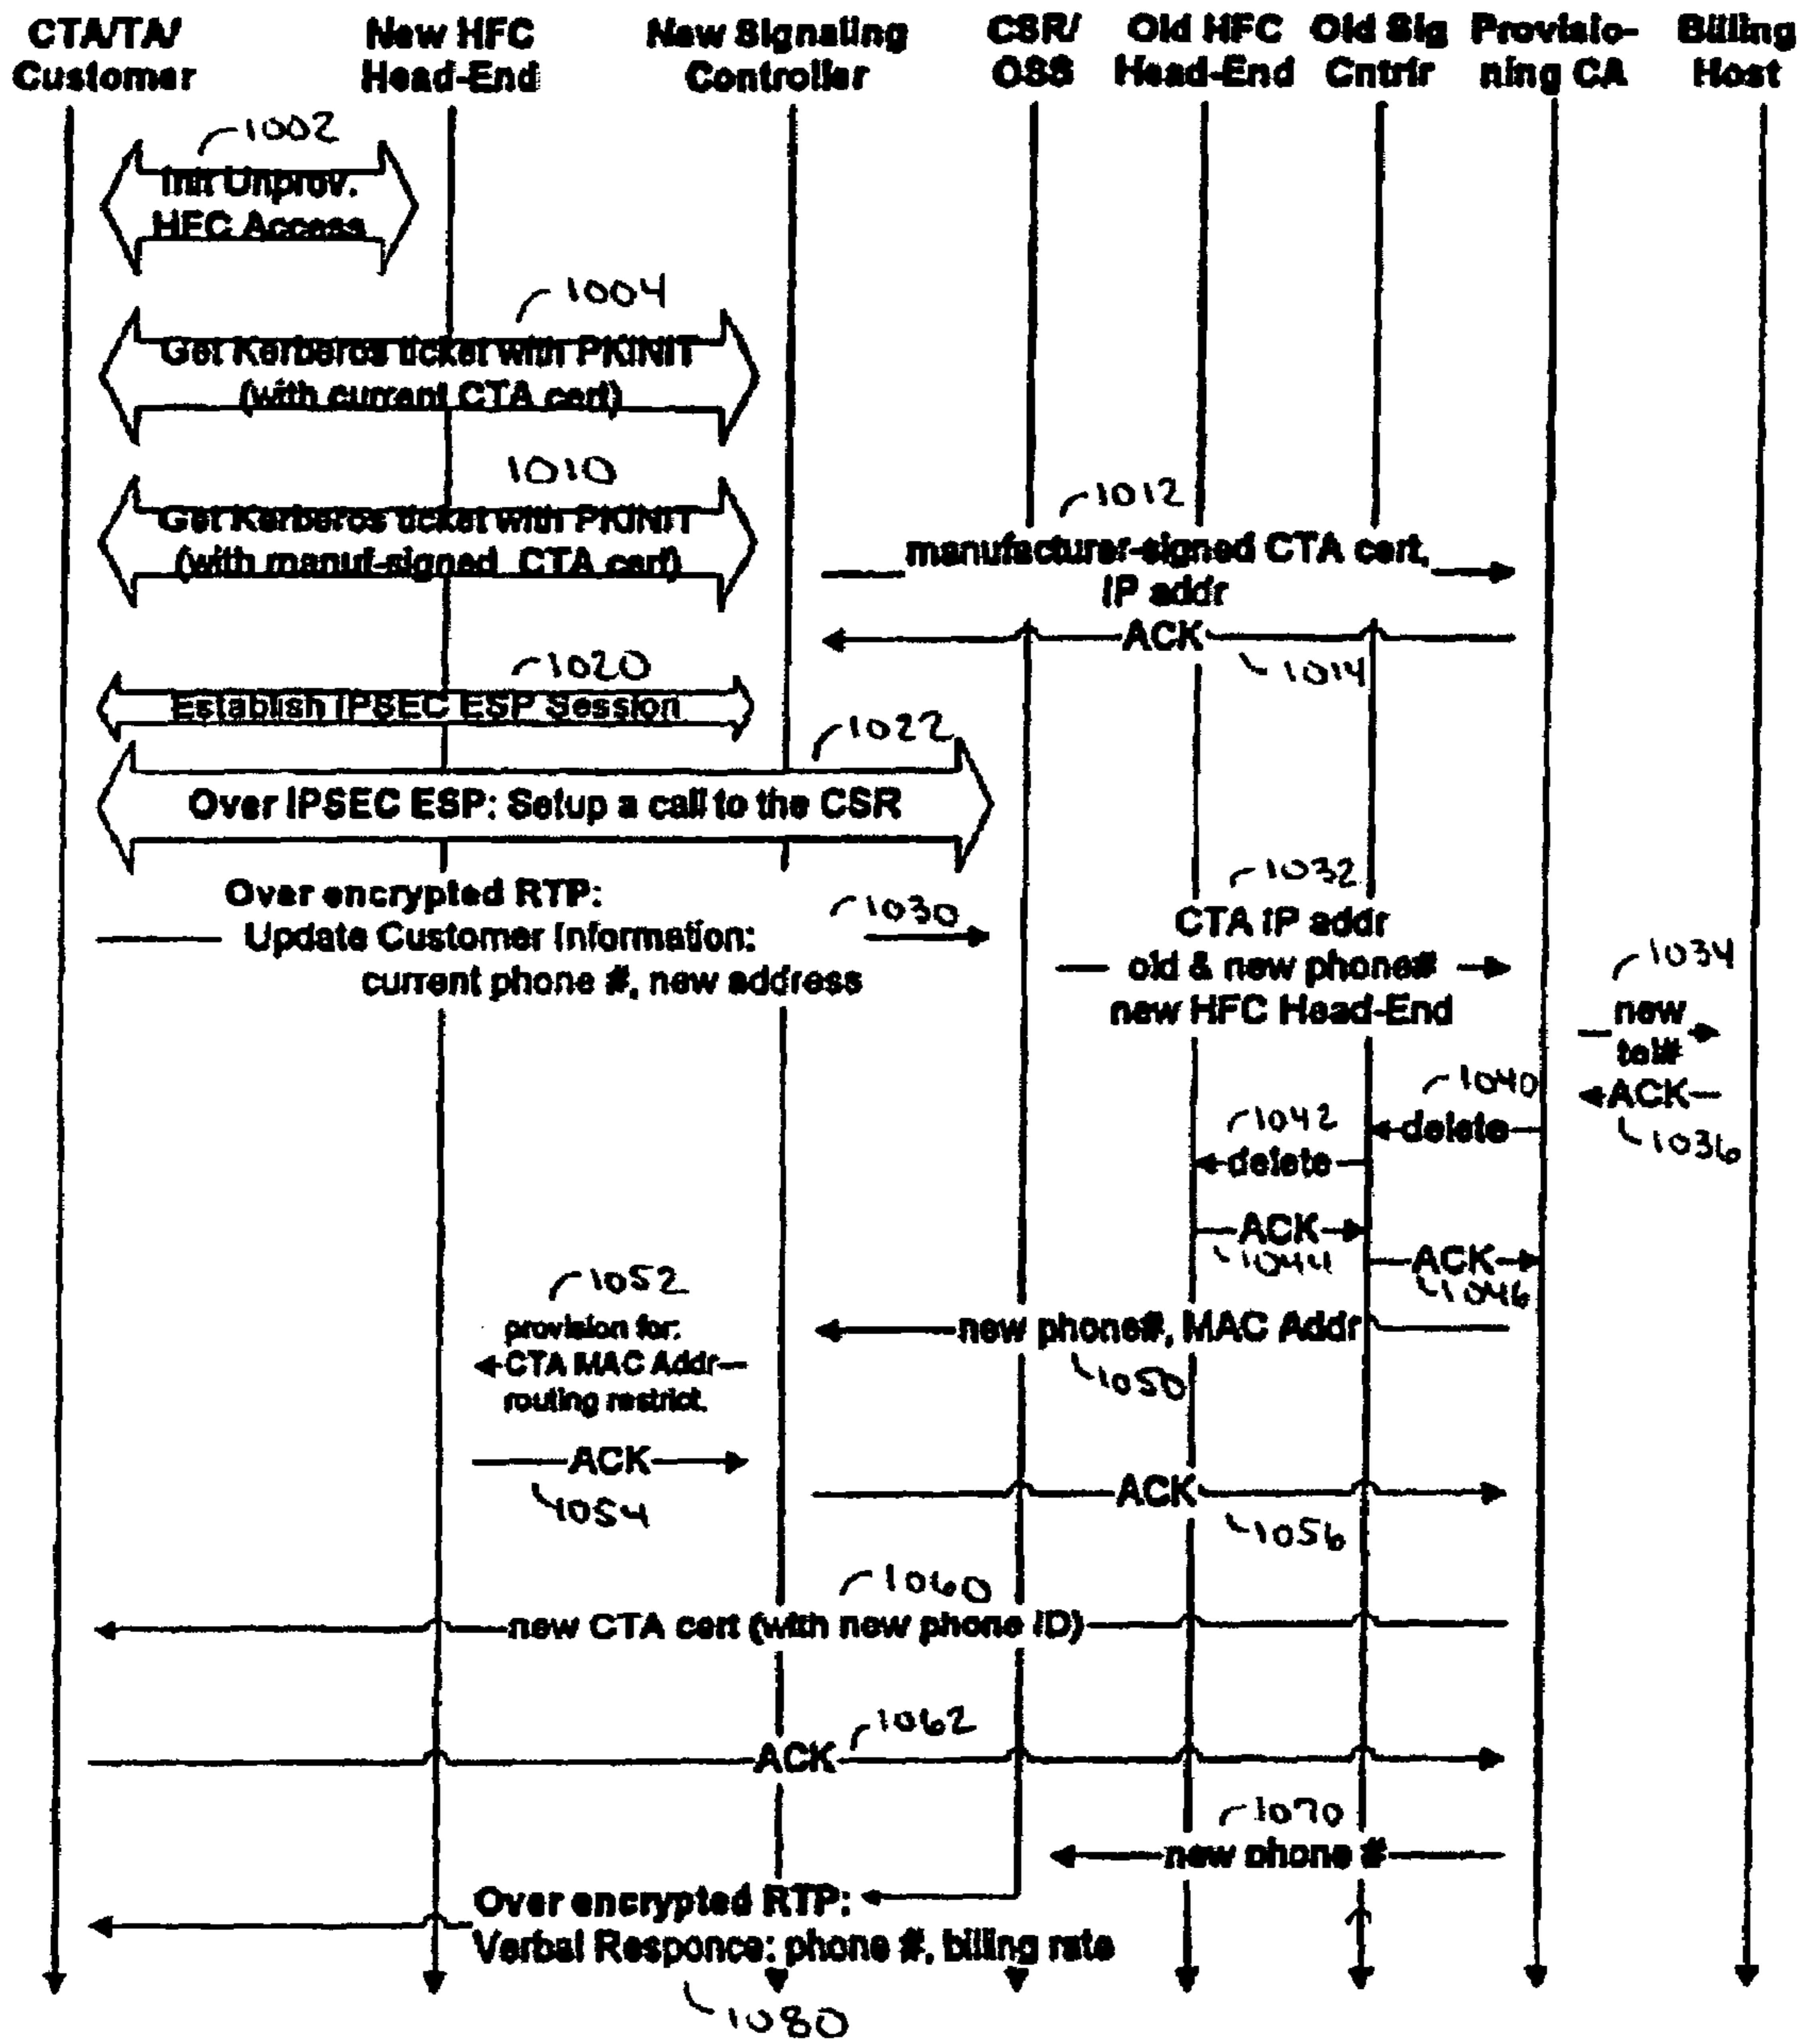 CTA/TA/ Customer
New HFC Head-End
New Signaling Controller
CSR/ OSS
Old HFC Head-End
Old Sig Cntrlr
Provisio- ning CA
Billing Host
1002
Init Unprov.
HFC Access
1004
Get Kerberos ticket with PKINIT
(with current CTA cert)
1010
Get Kerberos ticket with PKINIT
(with manuf-signed CTA cert)
1012
manufacturer-signed CTA cert,
IP addr
ACK
1014
1020
Establish IPSEC ESP Session
1022
Over IPSEC ESP: Setup a call to the CSR
Over encrypted RTP:
1030
Update Customer Information:
current phone #, new address
1032
CTA IP addr
old & new phone#
new HFC Head-End
1034
new
tel#
ACK
1036
1040
delete
1042
delete
ACK
1044
ACK
1046
new phone#, MAC Addr
1050
1052
provision for:
CTA MAC Addr
routing restrict.
ACK
1054
ACK
1056
1060
new CTA cert (with new phone ID)
1062
ACK
1070
new phone #
Over encrypted RTP:
Verbal Responce: phone #, billing rate
1080